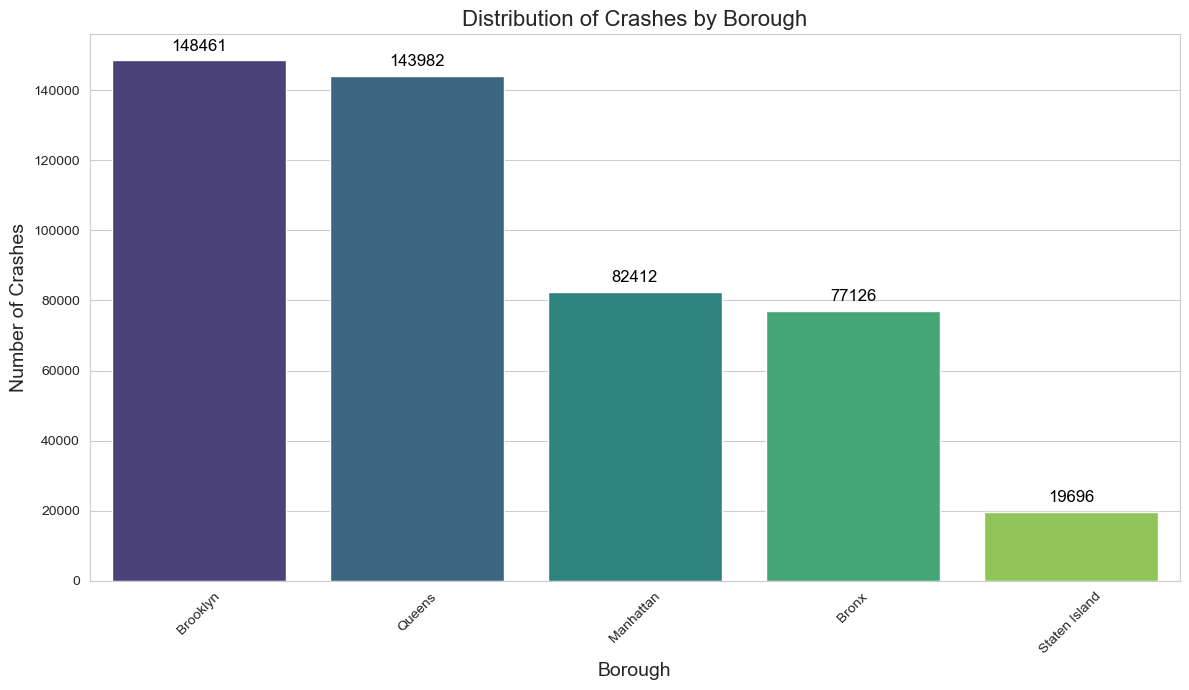 Distribution of Crashes by Borough
148461
143982
82412
77126
19696
Number of Crashes
140000
120000
100000
80000
60000
40000
20000
0
Brooklyn
Queens
Manhattan
Bronx
Staten Island
Borough